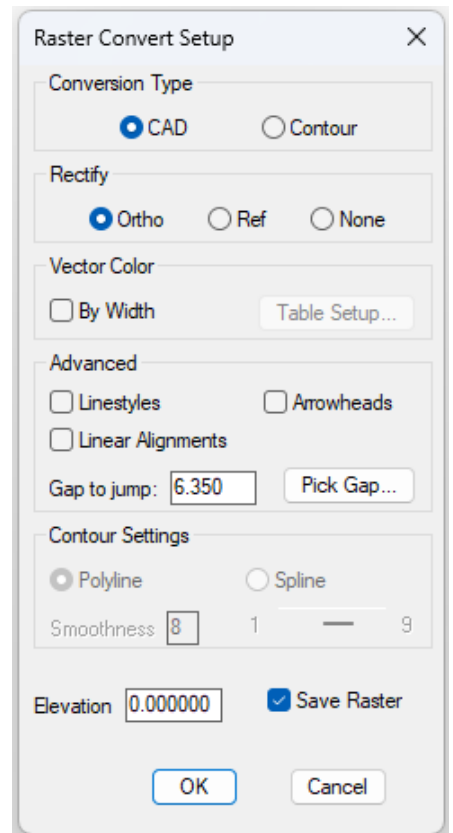 Raster Convert Setup
Conversion Type
CAD Contour
Rectify
Ortho Ref None
Vector Color
By Width Table Setup...
Advanced
Linestyles Arrowheads
Linear Alignments
Gap to jump: 6.350 Pick Gap...
Contour Settings
Polyline Spline
Smoothness 8 1 9
Elevation 0.000000 Save Raster
OK Cancel